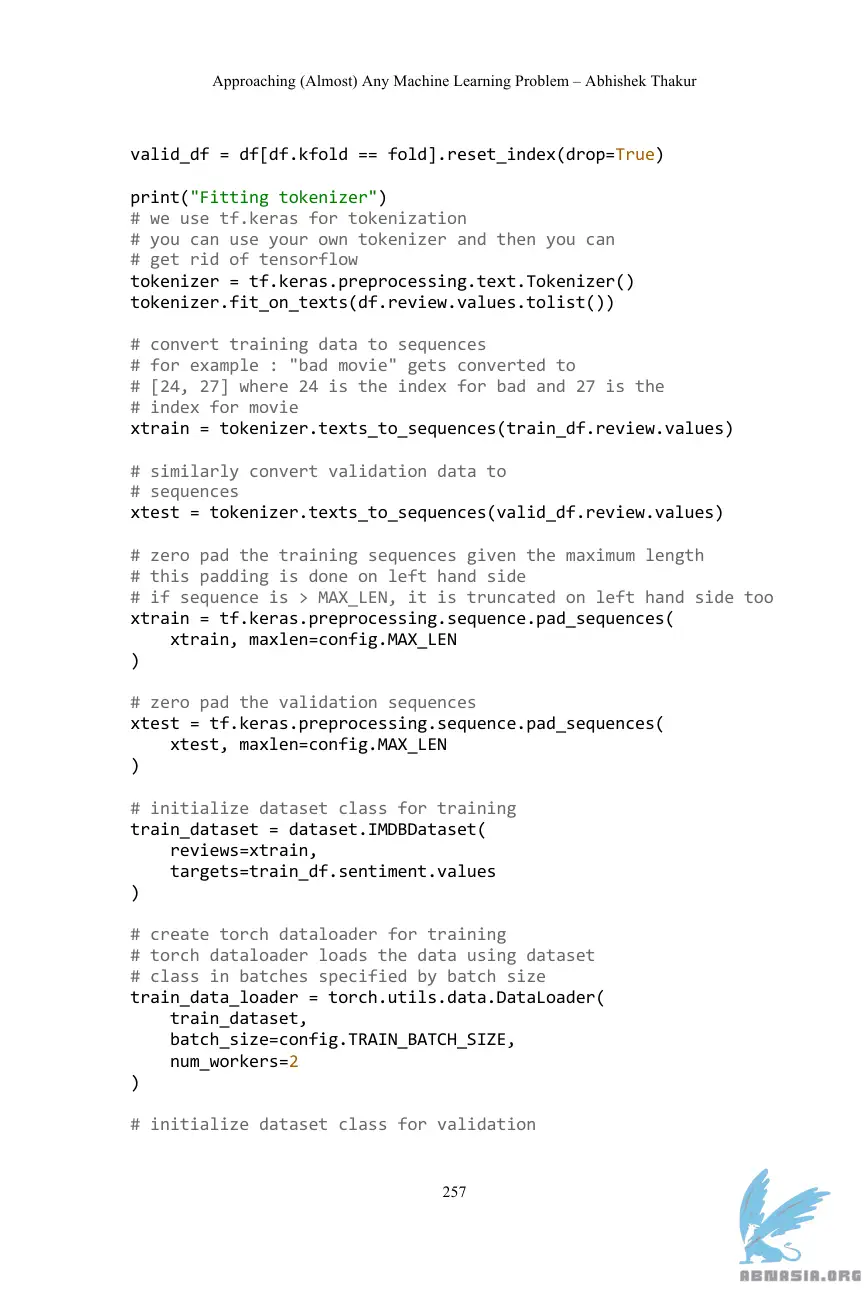 Approaching (Almost) Any Machine Learning Problem – Abhishek Thakur
valid_df = df[df.kfold == fold].reset_index(drop=True)
print("Fitting tokenizer")
# we use tf.keras for tokenization
# you can use your own tokenizer and then you can
# get rid of tensorflow
tokenizer = tf.keras.preprocessing.text.Tokenizer()
tokenizer.fit_on_texts(df.review.values.tolist())
# convert training data to sequences
# for example : "bad movie" gets converted to
# [24, 27] where 24 is the index for bad and 27 is the
# index for movie
xtrain = tokenizer.texts_to_sequences(train_df.review.values)
# similarly convert validation data to
# sequences
xtest = tokenizer.texts_to_sequences(valid_df.review.values)
# zero pad the training sequences given the maximum length
# this padding is done on left hand side
# if sequence is > MAX_LEN, it is truncated on left hand side too
xtrain = tf.keras.preprocessing.sequence.pad_sequences(
    xtrain, maxlen=config.MAX_LEN
)
# zero pad the validation sequences
xtest = tf.keras.preprocessing.sequence.pad_sequences(
    xtest, maxlen=config.MAX_LEN
)
# initialize dataset class for training
train_dataset = dataset.IMDBDataset(
    reviews=xtrain,
    targets=train_df.sentiment.values
)
# create torch dataloader for training
# torch dataloader loads the data using dataset
# class in batches specified by batch size
train_data_loader = torch.utils.data.DataLoader(
    train_dataset,
    batch_size=config.TRAIN_BATCH_SIZE,
    num_workers=2
)
# initialize dataset class for validation
257
ABNASIA.ORG